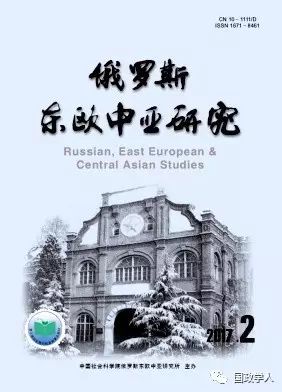 CN 10-1111/D
ISSN 1671-8461
俄罗斯
东欧中亚研究
Russian, East European &
Central Asian Studies
2017.2
中国社会科学院俄罗斯东欧中亚研究所 主办
国政学人